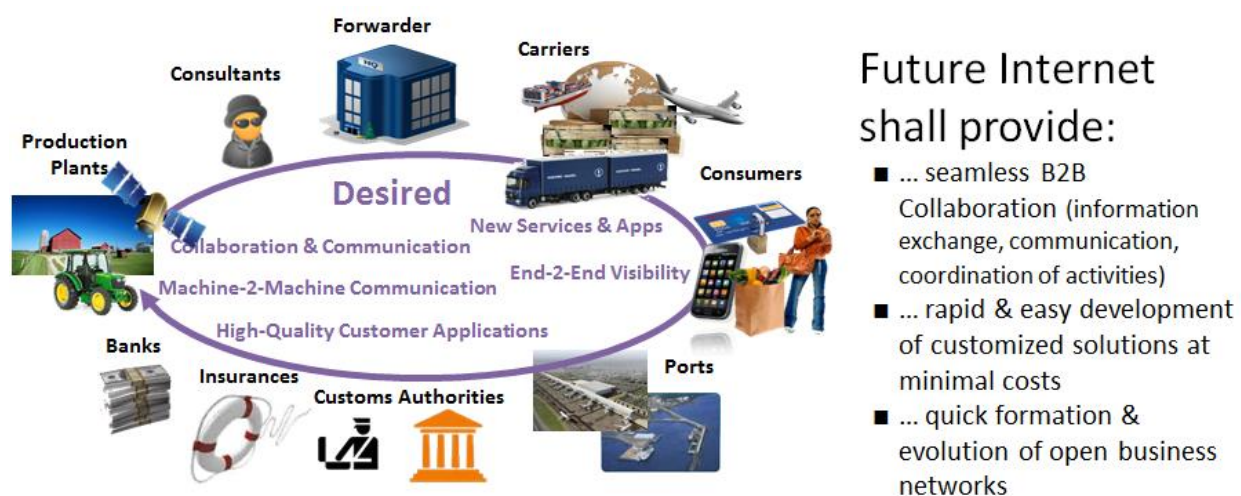 Forwarder
Carriers
Consultants
HQ
Production
Plants
Consumers
Desired
New Services & Apps
Collaboration & Communication
End-2-End Visibility
Machine-2-Machine Communication
High-Quality Customer Applications
Banks
Insurances
Customs Authorities
Ports
Future Internet
shall provide:
■ ... seamless B2B
Collaboration (information
exchange, communication,
coordination of activities)
■ ... rapid & easy development
of customized solutions at
minimal costs
■ ... quick formation &
evolution of open business
networks